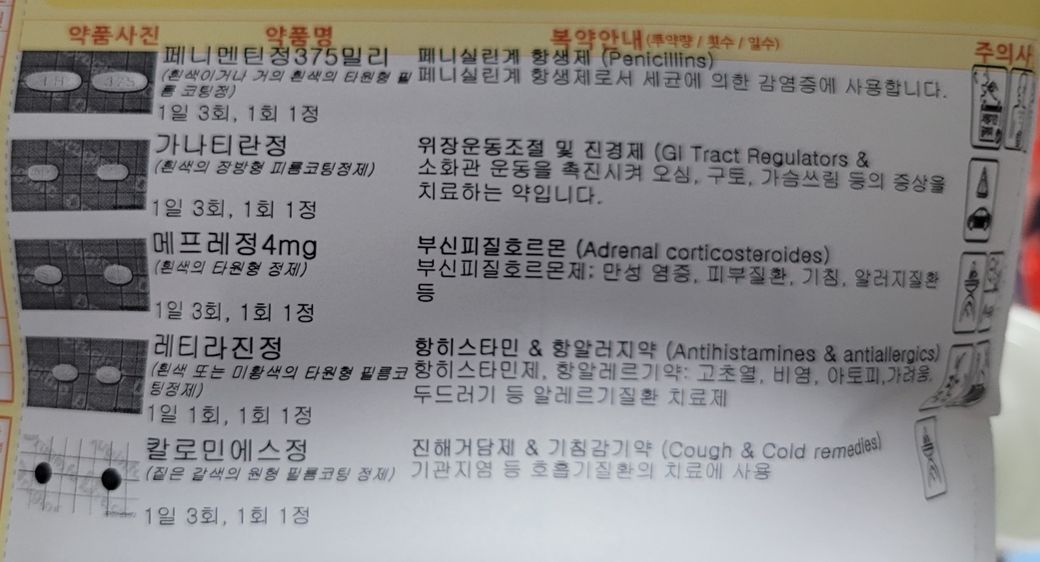 약품사진 약품명 복약안내(투약량 / 횟수 / 일수) 주의사
페니멘틴정375밀리 페니실린계 항생제 (Penicillins)
(흰색이거나 거의 흰색의 타원형 필름 코팅정) 페니실린계 항생제로서 세균에 의한 감염증에 사용합니다.
1일 3회, 1회 1정
가나티란정 위장운동조절 및 진경제 (GI Tract Regulators &
(흰색의 장방형 피름코팅정제) 소화관 운동을 촉진시켜 오심, 구토, 가슴쓰림 등의 증상을
치료하는 약입니다.
1일 3회, 1회 1정
메프레정4mg 부신피질호르몬 (Adrenal corticosteroides)
(흰색의 타원형 정제) 부신피질호르몬제; 만성 염증, 피부질환, 기침, 알러지질환
등
1일 3회, 1회 1정
레티라진정 항히스타민 & 항알러지약 (Antihistamines & antiallergics)
(흰색 또는 미황색의 타원형 필름코팅정제) 항히스타민제, 항알레르기약: 고초열, 비염, 아토피,가려움,
두드러기 등 알레르기질환 치료제
1일 1회, 1회 1정
칼로민에스정 진해거담제 & 기침감기약 (Cough & Cold remedies)
(짙은 갈색의 원형 필름코팅 정제) 기관지염 등 호흡기질환의 치료에 사용
1일 3회, 1회 1정